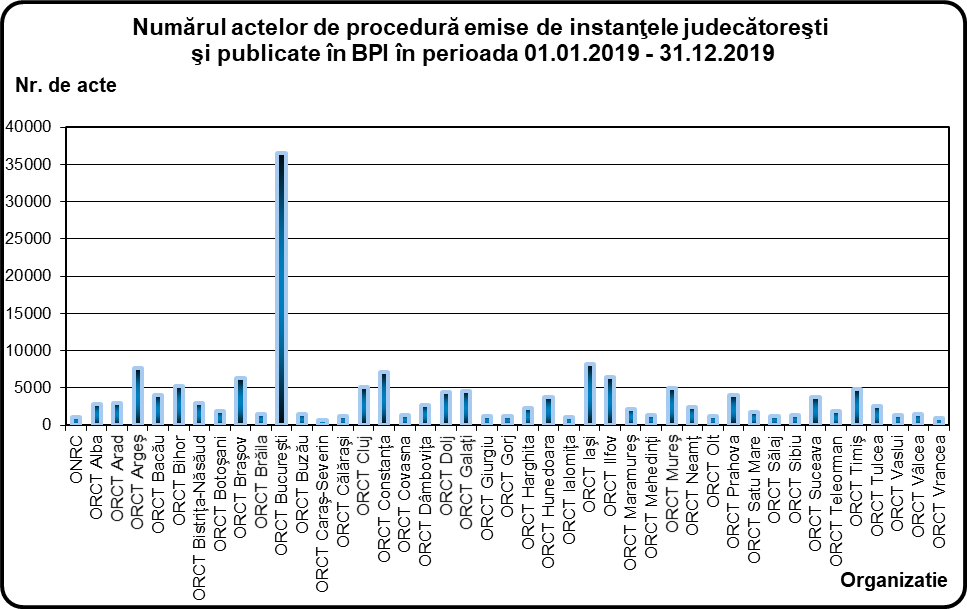 Numărul actelor de procedură emise de instanţele judecătoreşti
şi publicate în BPI în perioada 01.01.2019 - 31.12.2019
Nr. de acte
40000
35000
30000
25000
20000
15000
10000
5000
0
ONRC
ORCT Alba
ORCT Arad
ORCT Argeş
ORCT Bacău
ORCT Bihor
ORCT Bistriţa-Năsăud
ORCT Botoşani
ORCT Braşov
ORCT Brăila
ORCT Bucureşti
ORCT Buzău
ORCT Caraş-Severin
ORCT Călăraşi
ORCT Cluj
ORCT Constanţa
ORCT Covasna
ORCT Dâmboviţa
ORCT Dolj
ORCT Galaţi
ORCT Giurgiu
ORCT Gorj
ORCT Harghita
ORCT Hunedoara
ORCT Ialomiţa
ORCT Iaşi
ORCT Ilfov
ORCT Maramureş
ORCT Mehedinţi
ORCT Mureş
ORCT Neamţ
ORCT Olt
ORCT Prahova
ORCT Satu Mare
ORCT Sălaj
ORCT Sibiu
ORCT Suceava
ORCT Teleorman
ORCT Timiş
ORCT Tulcea
ORCT Vaslui
ORCT Vâlcea
ORCT Vrancea
Organizatie